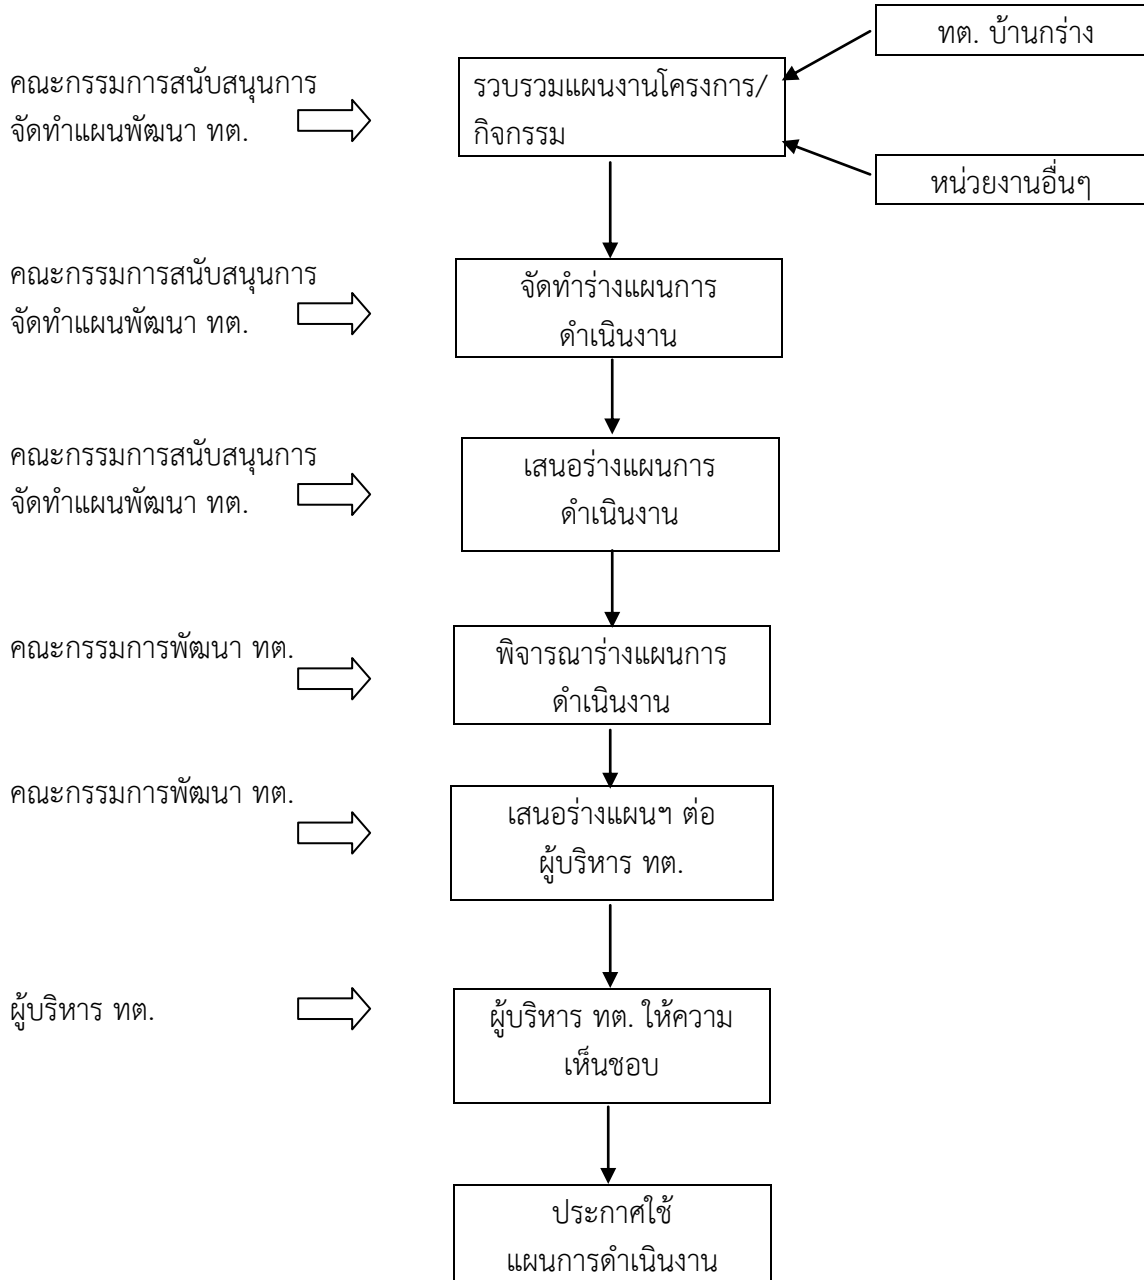 ทต. บ้านกร่าง
คณะกรรมการสนับสนุนการ
จัดทำแผนพัฒนา ทต.
รวบรวมแผนงานโครงการ/
กิจกรรม
หน่วยงานอื่นๆ
คณะกรรมการสนับสนุนการ
จัดทำแผนพัฒนา ทต.
จัดทำร่างแผนการ
ดำเนินงาน
คณะกรรมการสนับสนุนการ
จัดทำแผนพัฒนา ทต.
เสนอร่างแผนการ
ดำเนินงาน
คณะกรรมการพัฒนา ทต.
พิจารณาร่างแผนการ
ดำเนินงาน
คณะกรรมการพัฒนา ทต.
เสนอร่างแผนฯ ต่อ
ผู้บริหาร ทต.
ผู้บริหาร ทต.
ผู้บริหาร ทต. ให้ความ
เห็นชอบ
ประกาศใช้
แผนการดำเนินงาน